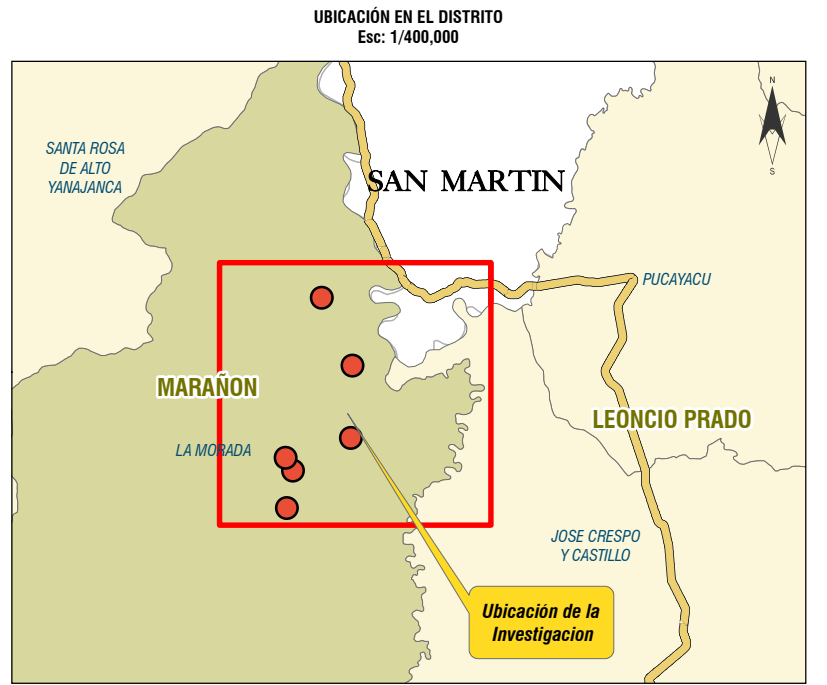 UBICACIÓN EN EL DISTRITO
Esc: 1/400,000
N
S
SANTA ROSA
DE ALTO
YANAJANCA
SAN MARTIN
PUCAYACU
MARAÑON
LEONCIO PRADO
LA MORADA
JOSE CRESPO
Y CASTILLO
Ubicación de la
Investigacion